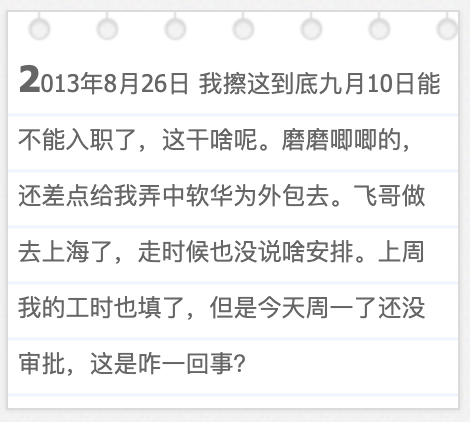 2013年8月26日 我擦这到底九月10日能
不能入职了，这干啥呢。磨磨唧唧的，
还差点给我弄中软华为外包去。飞哥做
去上海了，走时候也没说啥安排。上周
我的工时也填了，但是今天周一了还没
审批，这是咋一回事？